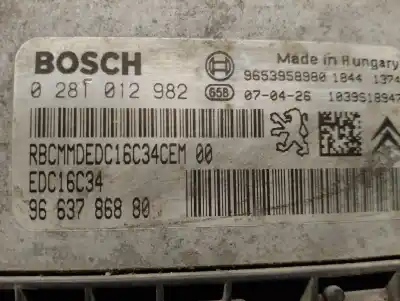 BOSCH
Made in Hungary
0 281 012 982
9653958980 1844 1374
G5B
07-04-26 1039S18947
RBCMMDEDC16C34CEM 00
EDC16C34
96 637 868 80